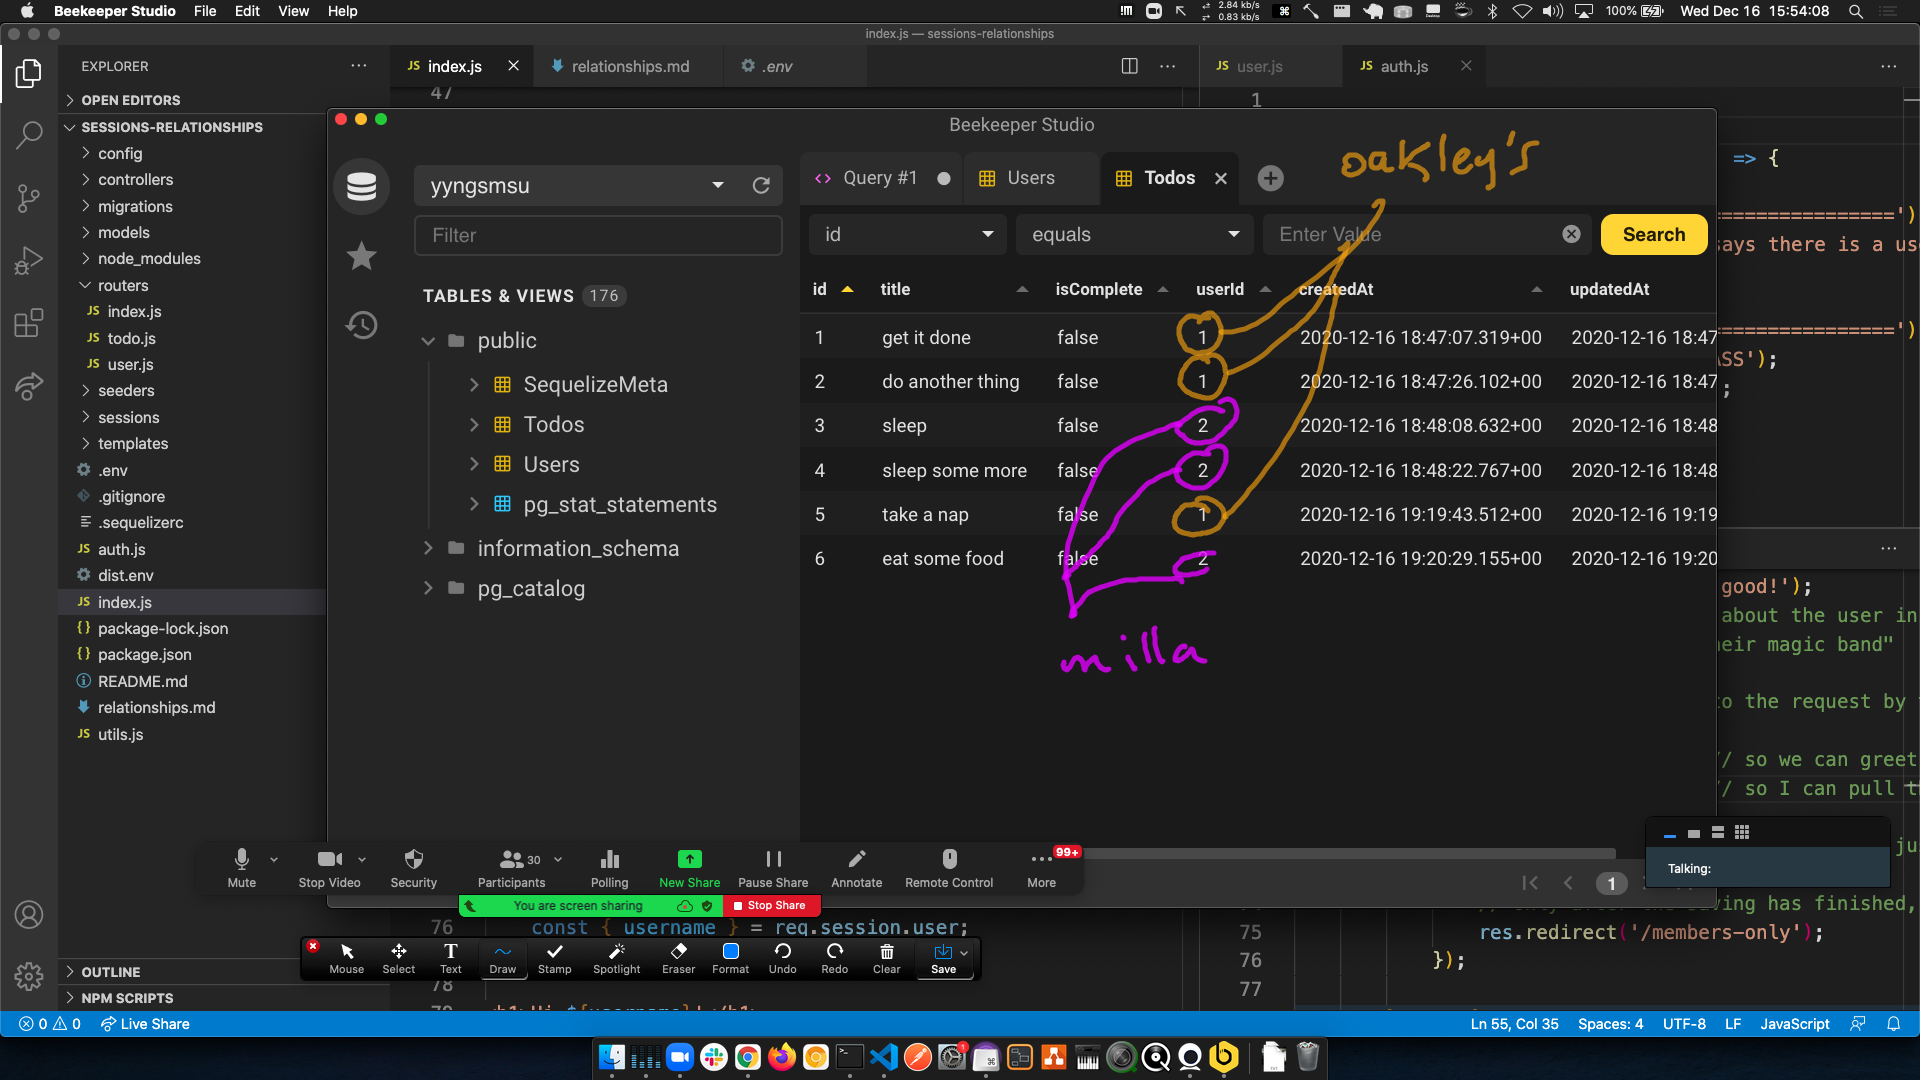 Beekeeper Studio File Edit View Help
2.84 kb/s
0.83 kb/s
100%
Wed Dec 16 15:54:08
index.js — sessions-relationships
EXPLORER
JS index.js
relationships.md
.env
JS user.js
JS auth.js
47
1
OPEN EDITORS
SESSIONS-RELATIONSHIPS
config
controllers
migrations
models
node_modules
routers
JS index.js
JS todo.js
JS user.js
seeders
sessions
templates
.env
.gitignore
.sequelizerc
JS auth.js
dist.env
JS index.js
{} package-lock.json
{} package.json
README.md
relationships.md
JS utils.js
OUTLINE
NPM SCRIPTS
Beekeeper Studio
yyngsmsu
Filter
TABLES & VIEWS 176
public
SequelizeMeta
Todos
Users
pg_stat_statements
information_schema
pg_catalog
Query #1
Users
Todos
oakley's
id
equals
Enter Value
Search
id title isComplete userId createdAt updatedAt
1 get it done false 1 2020-12-16 18:47:07.319+00 2020-12-16 18:47
2 do another thing false 1 2020-12-16 18:47:26.102+00 2020-12-16 18:47
3 sleep false 2 2020-12-16 18:48:08.632+00 2020-12-16 18:48
4 sleep some more false 2 2020-12-16 18:48:22.767+00 2020-12-16 18:48
5 take a nap false 1 2020-12-16 19:19:43.512+00 2020-12-16 19:19
6 eat some food false 2 2020-12-16 19:20:29.155+00 2020-12-16 19:20
milla
1
=> {
================')
says there is a us
================')
ASS');
;
good!');
about the user in
heir magic band"
to the request by
// so we can greet
// so I can pull t
ju
Talking:
Mute
Stop Video
Security
30
Participants
Polling
New Share
Pause Share
Annotate
Remote Control
99+
More
You are screen sharing
Stop Share
76 const { username } = req.session.user;
Mouse
Select
T
Text
Draw
Stamp
Spotlight
Eraser
Format
Undo
Redo
Clear
Save
78
has finished,
75 res.redirect('/members-only');
76 });
77
0 0 Live Share
Ln 55, Col 35 Spaces: 4 UTF-8 LF JavaScript